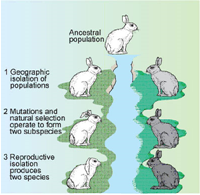 Ancestral
population
1 Geographic
isolation of
populations
2 Mutations and
natural selection
operate to form
two subspecies
3 Reproductive
isolation
produces
two species